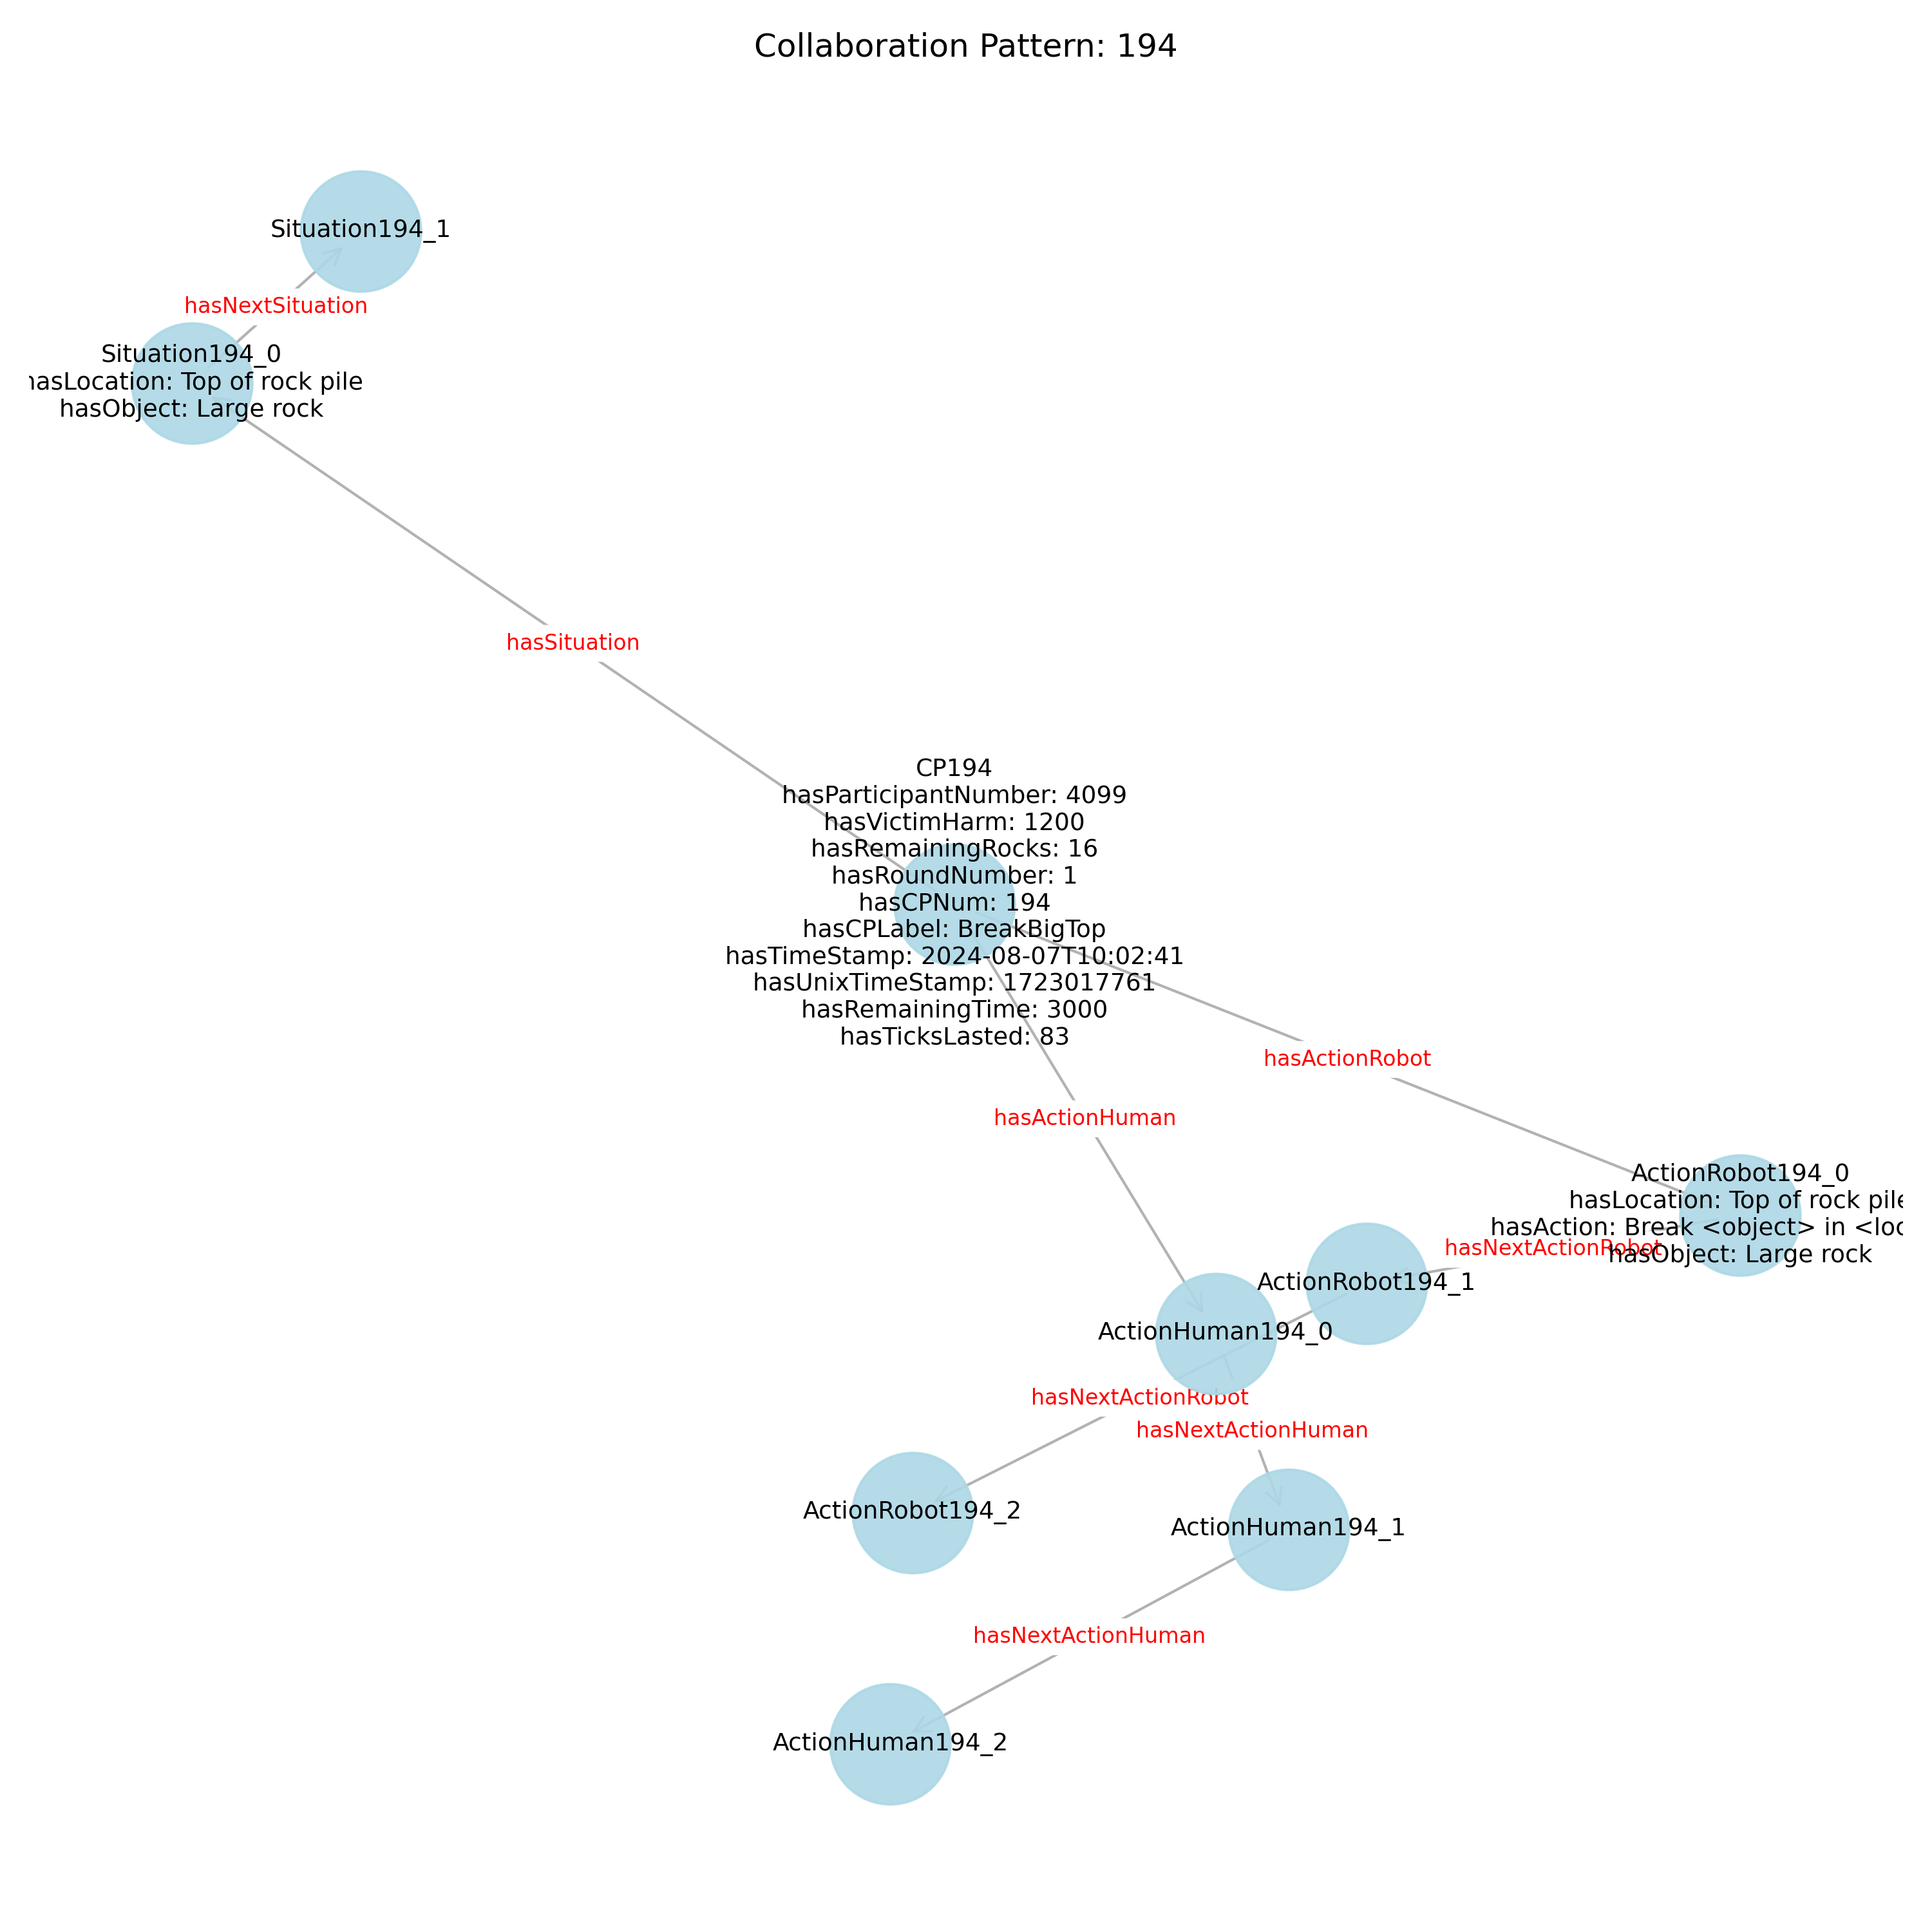 Collaboration Pattern: 194
Situation194_1
hasNextSituation
Situation194_0
hasLocation: Top of rock pile
hasObject: Large rock
hasSituation
CP194
hasParticipantNumber: 4099
hasVictimHarm: 1200
hasRemainingRocks: 16
hasRoundNumber: 1
hasCPNum: 194
hasCPLabel: BreakBigTop
hasTimeStamp: 2024-08-07T10:02:41
hasUnixTimeStamp: 1723017761
hasRemainingTime: 3000
hasTicksLasted: 83
hasActionRobot
hasActionHuman
ActionRobot194_0
hasLocation: Top of rock pile
hasAction: Break <object> in <loc
hasObject: Large rock
hasNextActionRobot
ActionRobot194_1
ActionHuman194_0
hasNextActionRobot
hasNextActionHuman
ActionRobot194_2
ActionHuman194_1
hasNextActionHuman
ActionHuman194_2